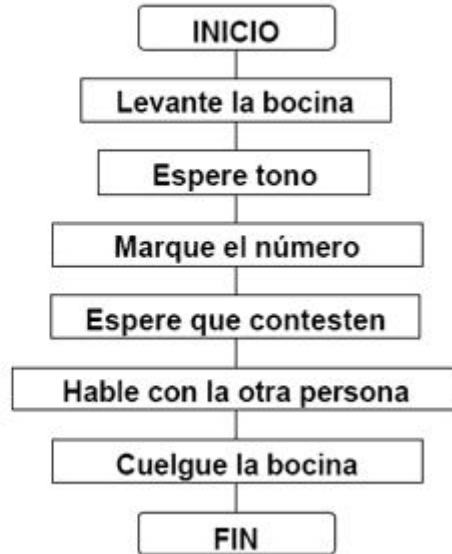 INICIO
Levante la bocina
Espere tono
Marque el número
Espere que contesten
Hable con la otra persona
Cuelgue la bocina
FIN